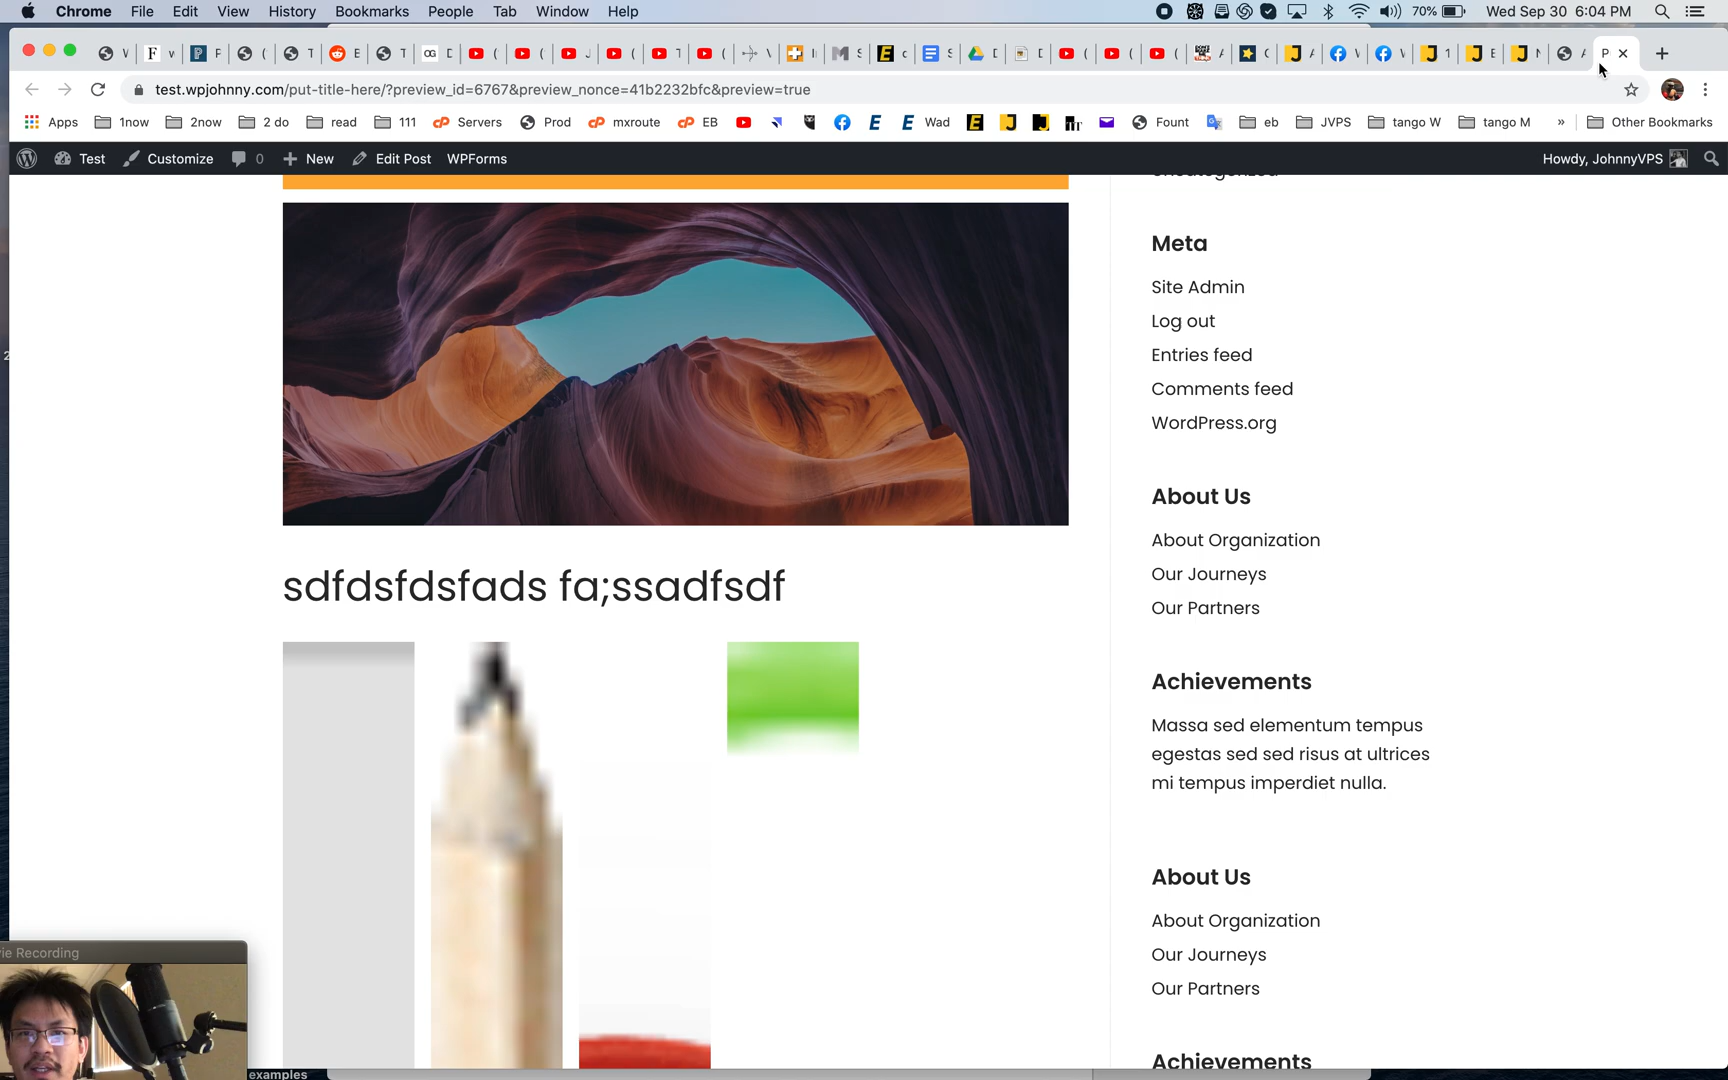 Chrome File Edit View History Bookmarks People Tab Window Help 70% Wed Sep 30 6:04 PM
test.wpjohnny.com/put-title-here/?preview_id=6767&preview_nonce=41b2232bfc&preview=true
Apps 1now 2now 2 do read 111 Servers Prod mxroute EB Wad Fount eb JVPS tango W tango M » Other Bookmarks
Test Customize 0 New Edit Post WPForms Howdy, JohnnyVPS
Uncategorized
Meta
Site Admin
Log out
Entries feed
Comments feed
WordPress.org
About Us
About Organization
Our Journeys
Our Partners
sdfdsfdsfads fa;ssadfsdf
Achievements
Massa sed elementum tempus
egestas sed sed risus at ultrices
mi tempus imperdiet nulla.
About Us
About Organization
Our Journeys
Our Partners
Achievements
ie Recording
examples